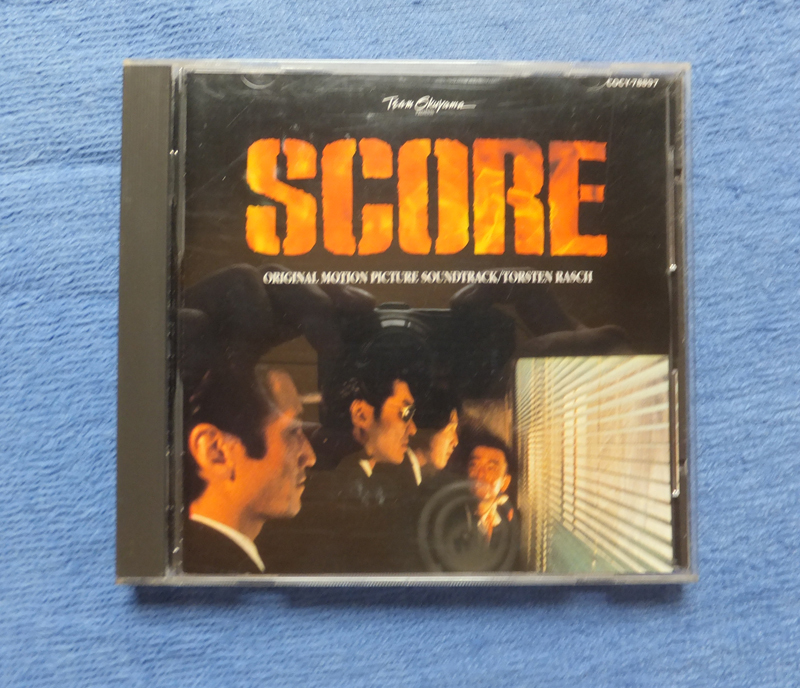 COCY-78697
Team Okuyama
SCORE
ORIGINAL MOTION PICTURE SOUNDTRACK/TORSTEN RASCH